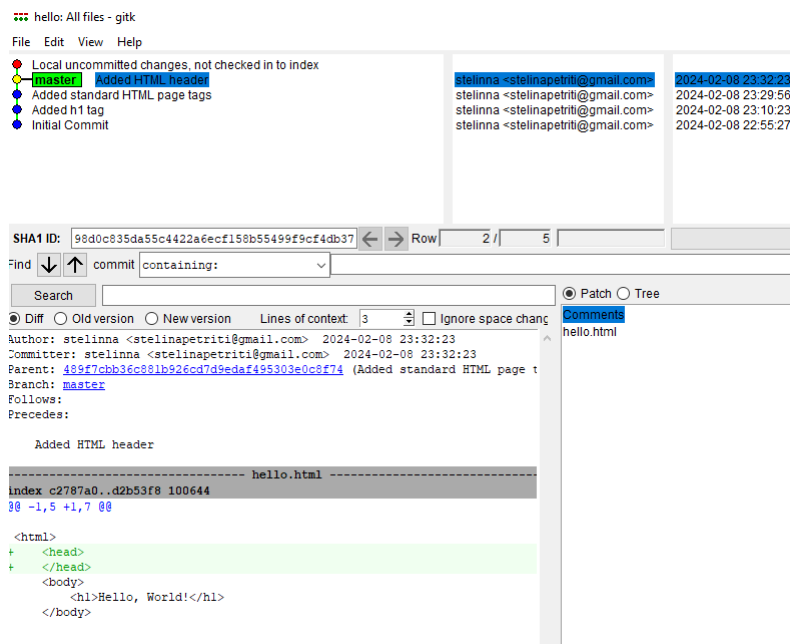 hello: All files - gitk
File Edit View Help
Local uncommitted changes, not checked in to index
master Added HTML header stelinna <stelinapetriti@gmail.com> 2024-02-08 23:32:23
Added standard HTML page tags stelinna <stelinapetriti@gmail.com> 2024-02-08 23:29:56
Added h1 tag stelinna <stelinapetriti@gmail.com> 2024-02-08 23:10:23
Initial Commit stelinna <stelinapetriti@gmail.com> 2024-02-08 22:55:27
SHA1 ID: 98d0c835da55c4422a6ecf158b55499f9cf4db37 Row 2 / 5
Find commit containing:
Search
Patch Tree
Diff Old version New version Lines of context: 3 Ignore space chang
Comments
hello.html
Author: stelinna <stelinapetriti@gmail.com> 2024-02-08 23:32:23
Committer: stelinna <stelinapetriti@gmail.com> 2024-02-08 23:32:23
Parent: 489f7cbb36c881b926cd7d9edaf495303e0c8f74 (Added standard HTML page t
Branch: master
Follows:
Precedes:
Added HTML header
---------------------------------- hello.html ----------------------------------
index c2787a0..d2b53f8 100644
@@ -1,5 +1,7 @@
<html>
+ <head>
+ </head>
<body>
<h1>Hello, World!</h1>
</body>